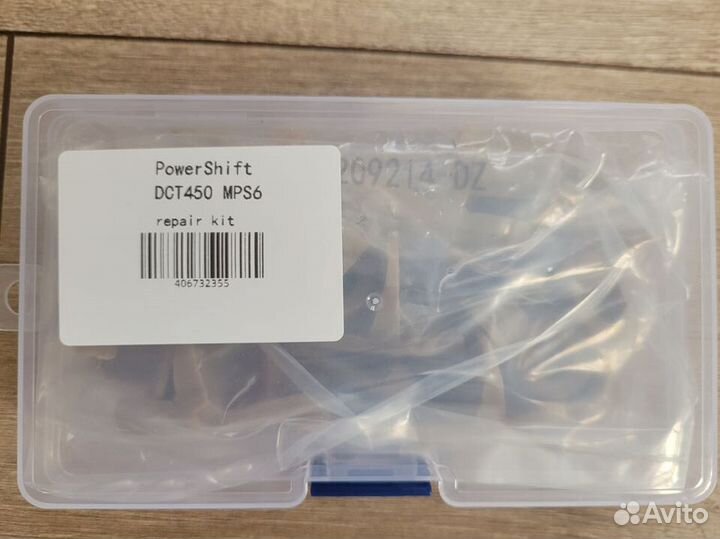 PowerShift
DCT450 MPS6
repair kit
406732355
209214 DZ
Avito